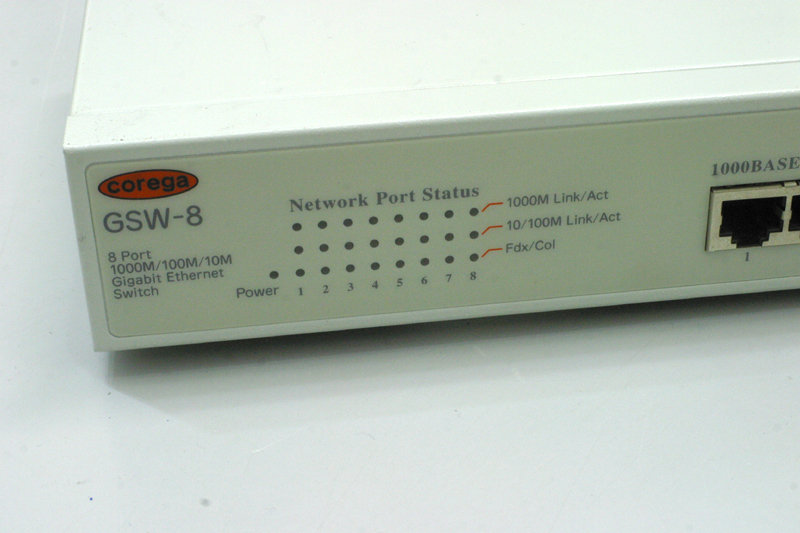 corega
GSW-8
8 Port
1000M/100M/10M
Gigabit Ethernet
Switch
Network Port Status
1000M Link/Act
10/100M Link/Act
Fdx/Col
Power 1 2 3 4 5 6 7 8
1000BASE
1